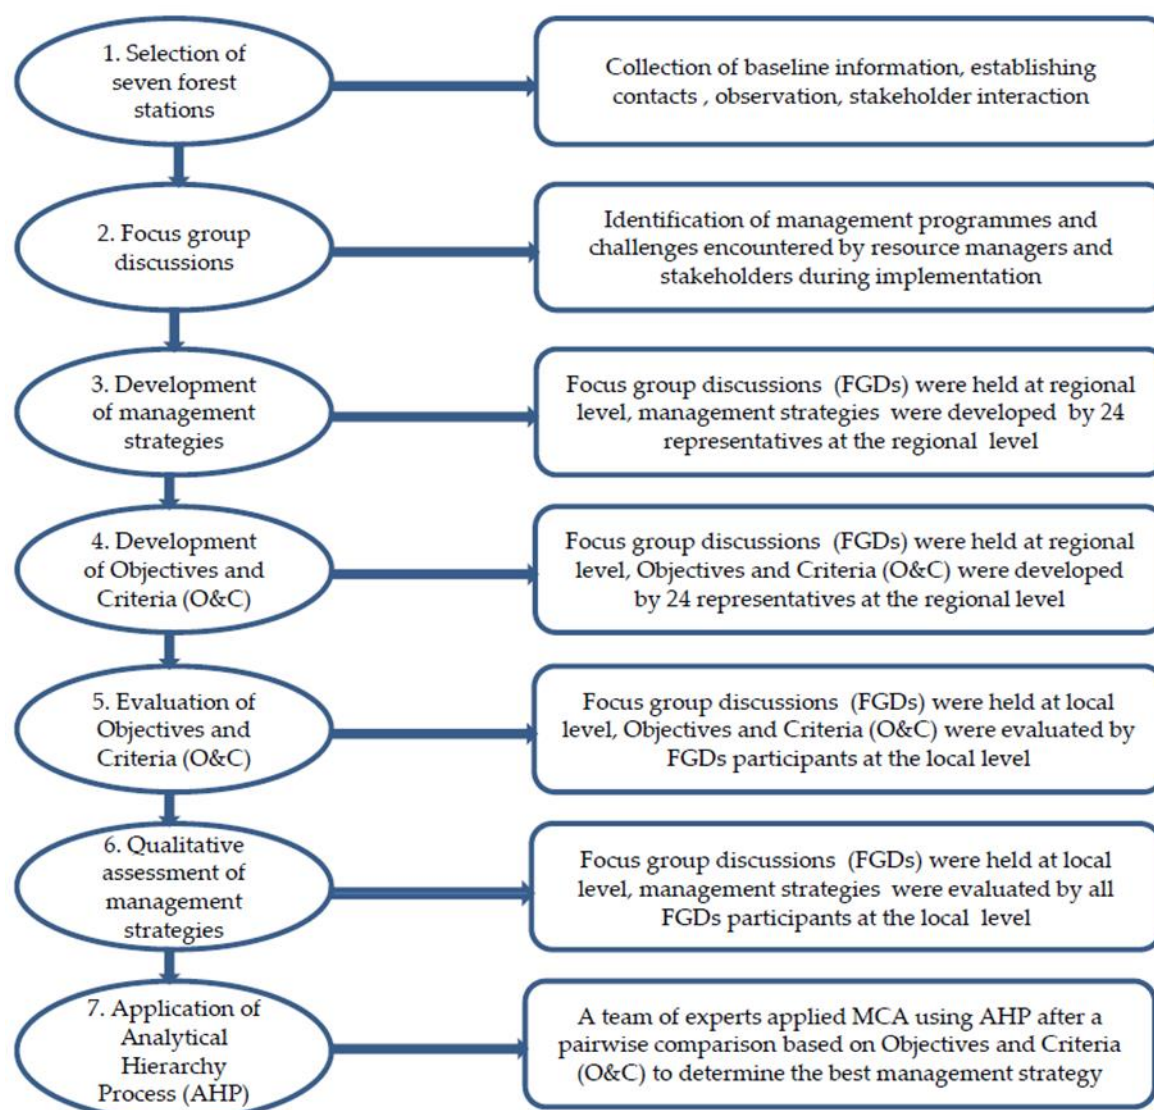 1. Selection of
seven forest
stations
Collection of baseline information, establishing
contacts , observation, stakeholder interaction
2. Focus group
discussions
Identification of management programmes and
challenges encountered by resource managers and
stakeholders during implementation
3. Development
of management
strategies
Focus group discussions (FGDs) were held at regional
level, management strategies were developed by 24
representatives at the regional level
4. Development
of Objectives and
Criteria (O&C)
Focus group discussions (FGDs) were held at regional
level, Objectives and Criteria (O&C) were developed
by 24 representatives at the regional level
5. Evaluation of
Objectives and
Criteria (O&C)
Focus group discussions (FGDs) were held at local
level, Objectives and Criteria (O&C) were evaluated by
FGDs participants at the local level
6. Qualitative
assessment of
management
strategies
Focus group discussions (FGDs) were held at local
level, management strategies were evaluated by all
FGDs participants at the local level
7. Application of
Analytical
Hierarchy
Process (AHP)
A team of experts applied MCA using AHP after a
pairwise comparison based on Objectives and Criteria
(O&C) to determine the best management strategy